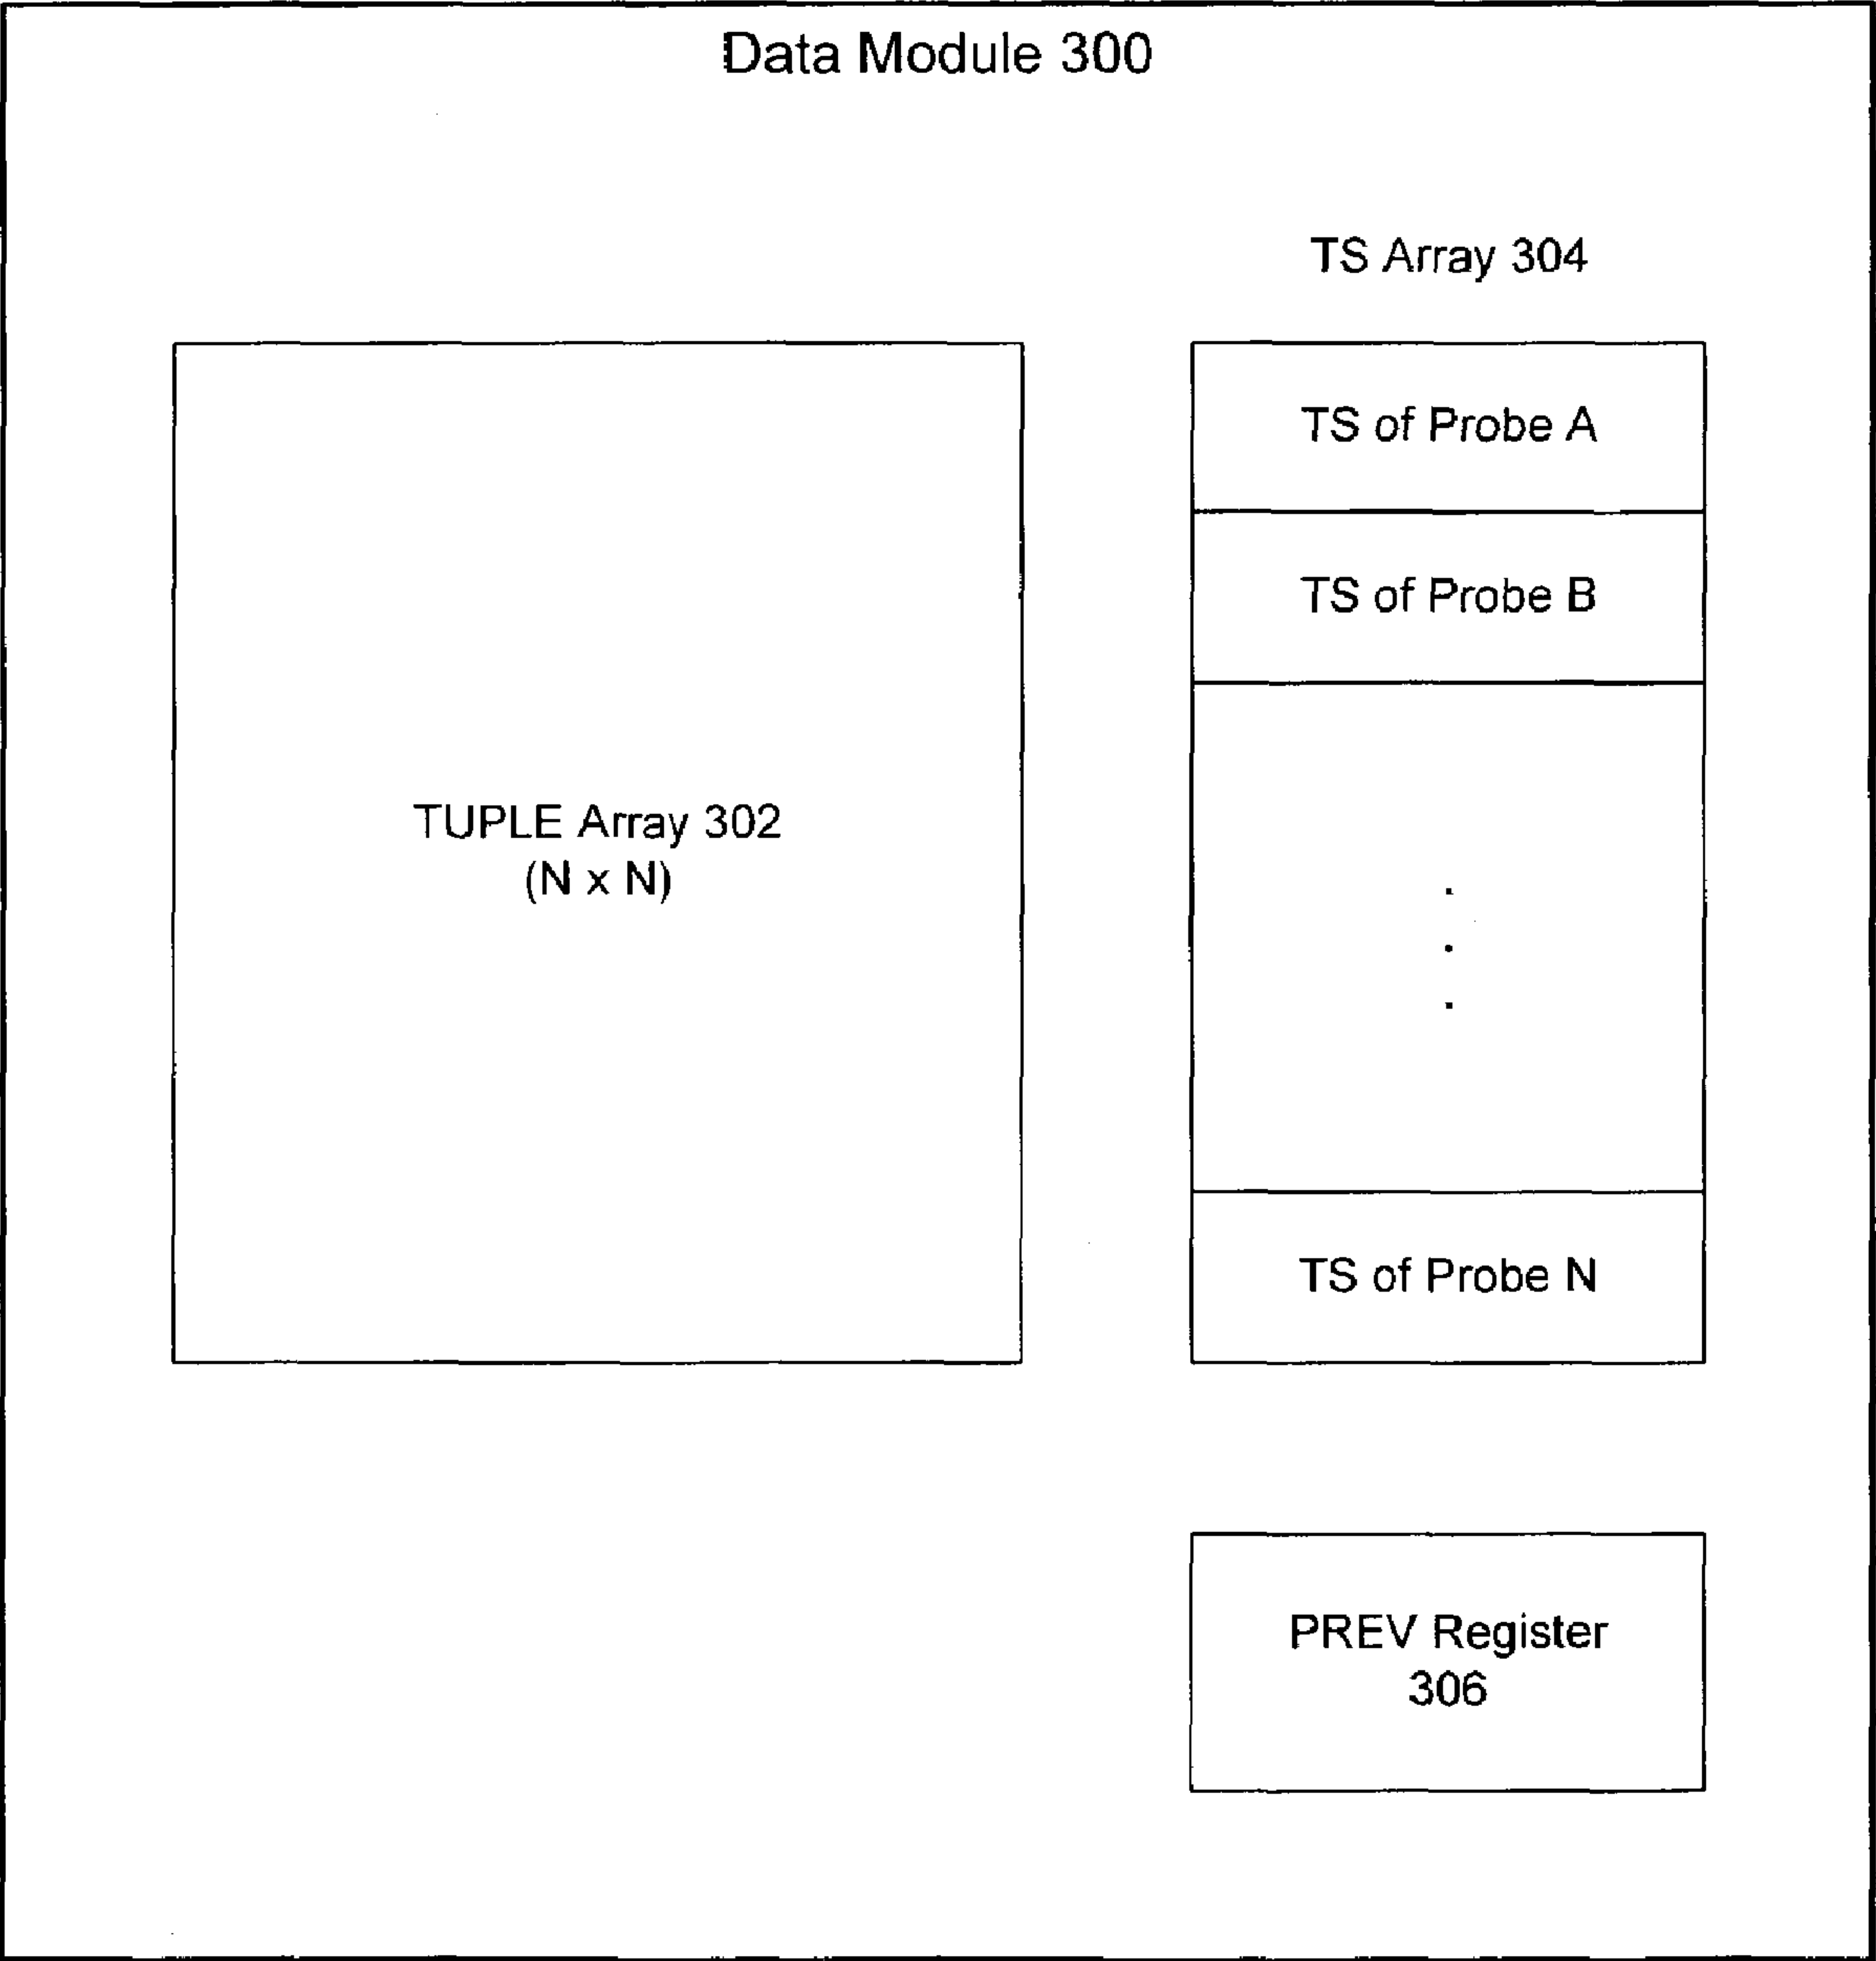 Data Module 300
TS Array 304
TS of Probe A
TS of Probe B
TUPLE Array 302
(N x N)
.
.
.
TS of Probe N
PREV Register
306